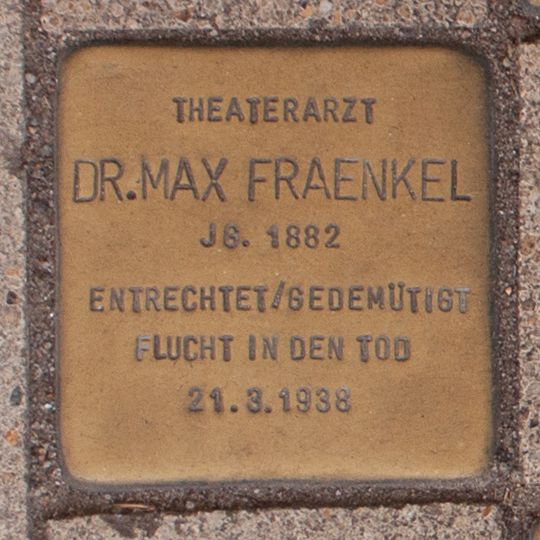 THEATERARZT
DR. MAX FRAENKEL
JG. 1882
ENTRECHTET/GEDEMÜTIGT
FLUCHT IN DEN TOD
21.3.1938